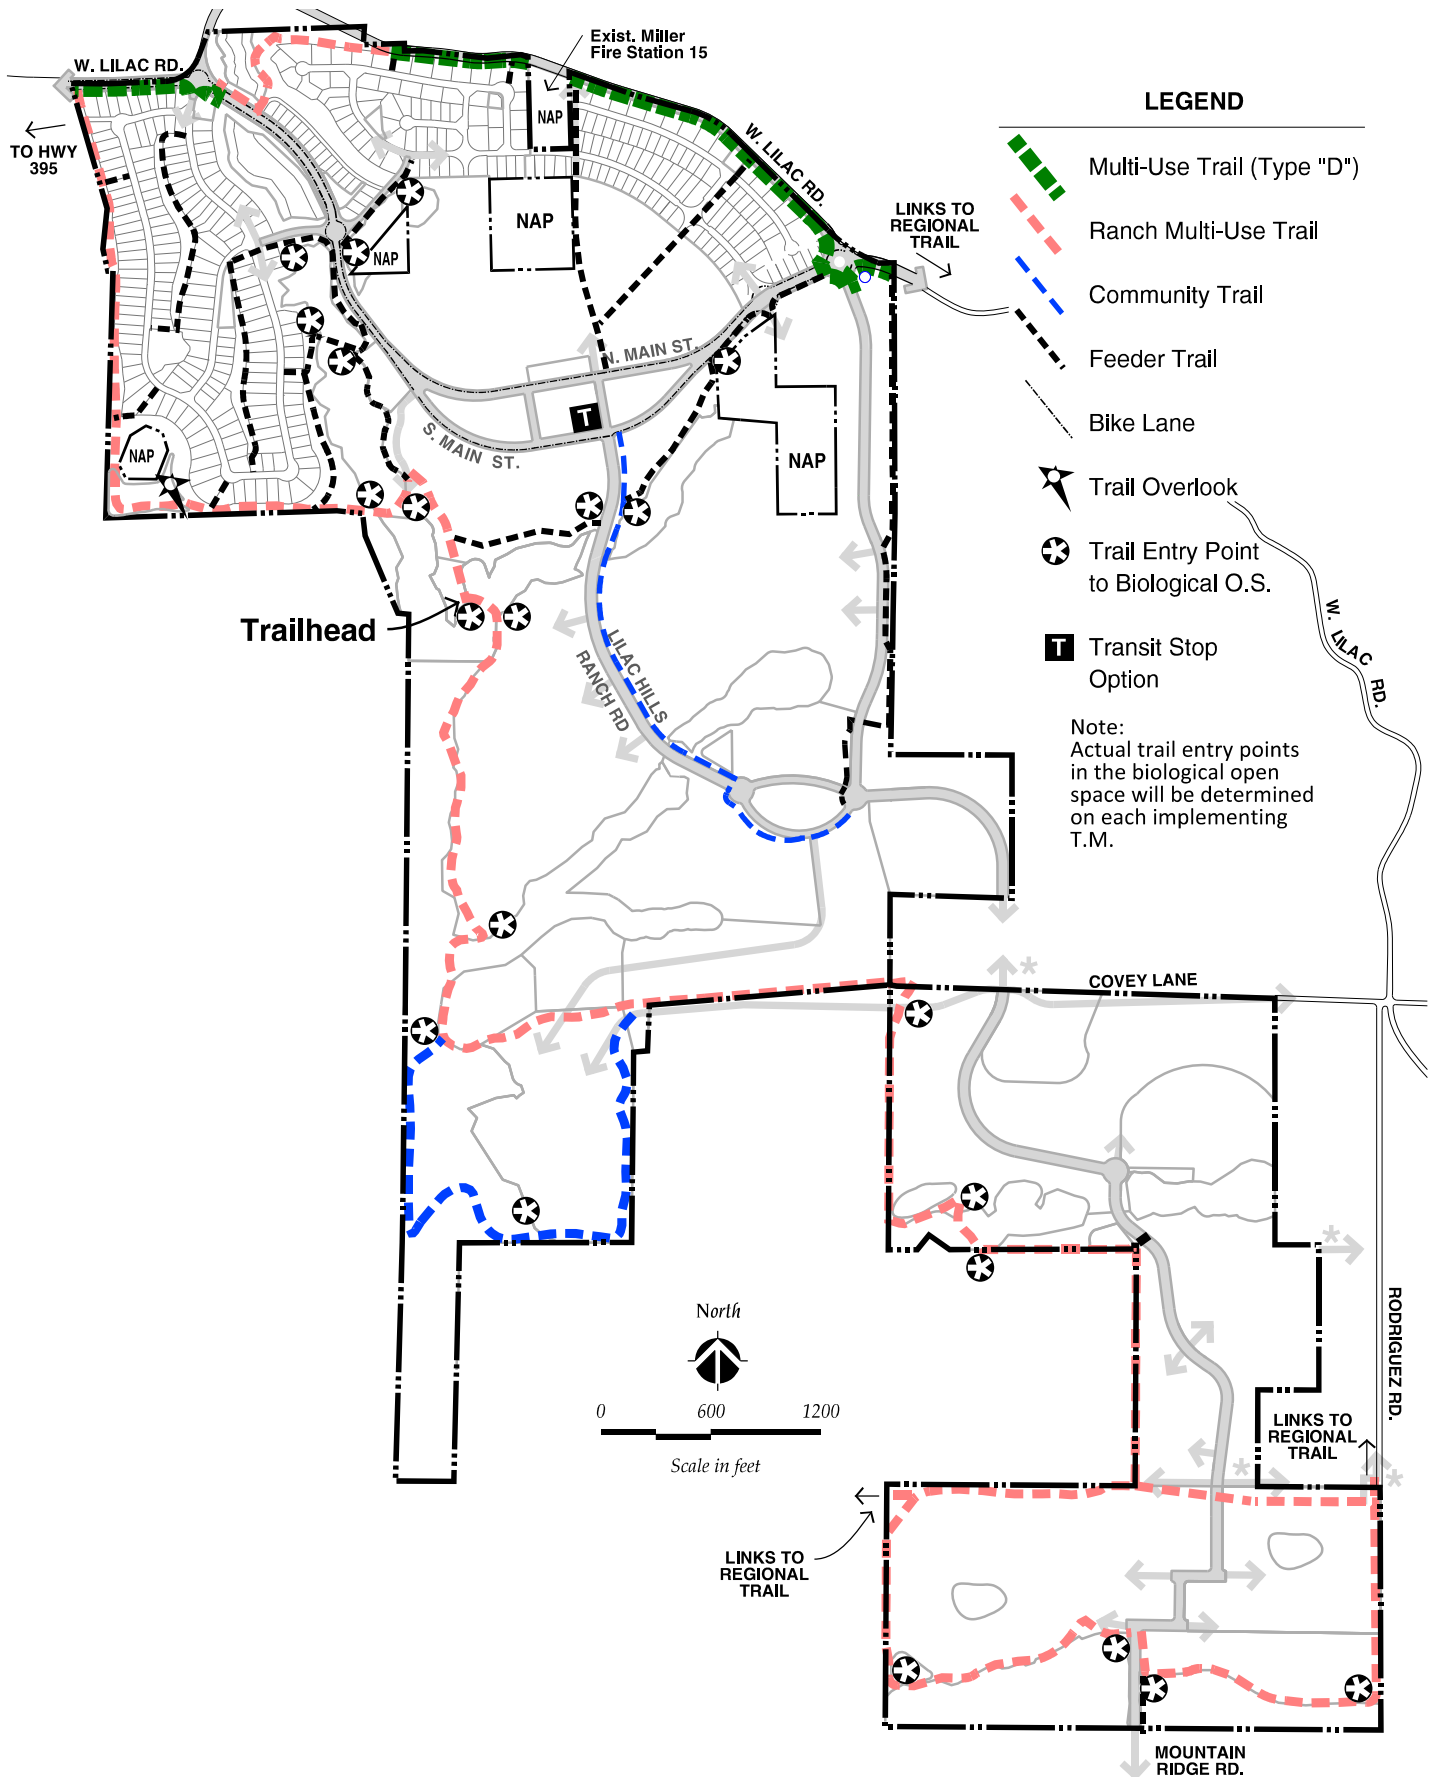 Exist. Miller
Fire Station 15
W. LILAC RD.
TO HWY
395
NAP
NAP
NAP
W. LILAC RD.
LINKS TO
REGIONAL
TRAIL
N. MAIN ST.
T
S. MAIN ST.
NAP
NAP
Trailhead
LILAC HILLS
RANCH RD
LEGEND
Multi-Use Trail (Type "D")
Ranch Multi-Use Trail
Community Trail
Feeder Trail
Bike Lane
Trail Overlook
Trail Entry Point
to Biological O.S.
T
Transit Stop
Option
Note:
Actual trail entry points
in the biological open
space will be determined
on each implementing
T.M.
W. LILAC RD.
*
COVEY LANE
*
RODRIGUEZ RD.
North
0 600 1200
Scale in feet
LINKS TO
REGIONAL
TRAIL
*
*
LINKS TO
REGIONAL
TRAIL
MOUNTAIN
RIDGE RD.